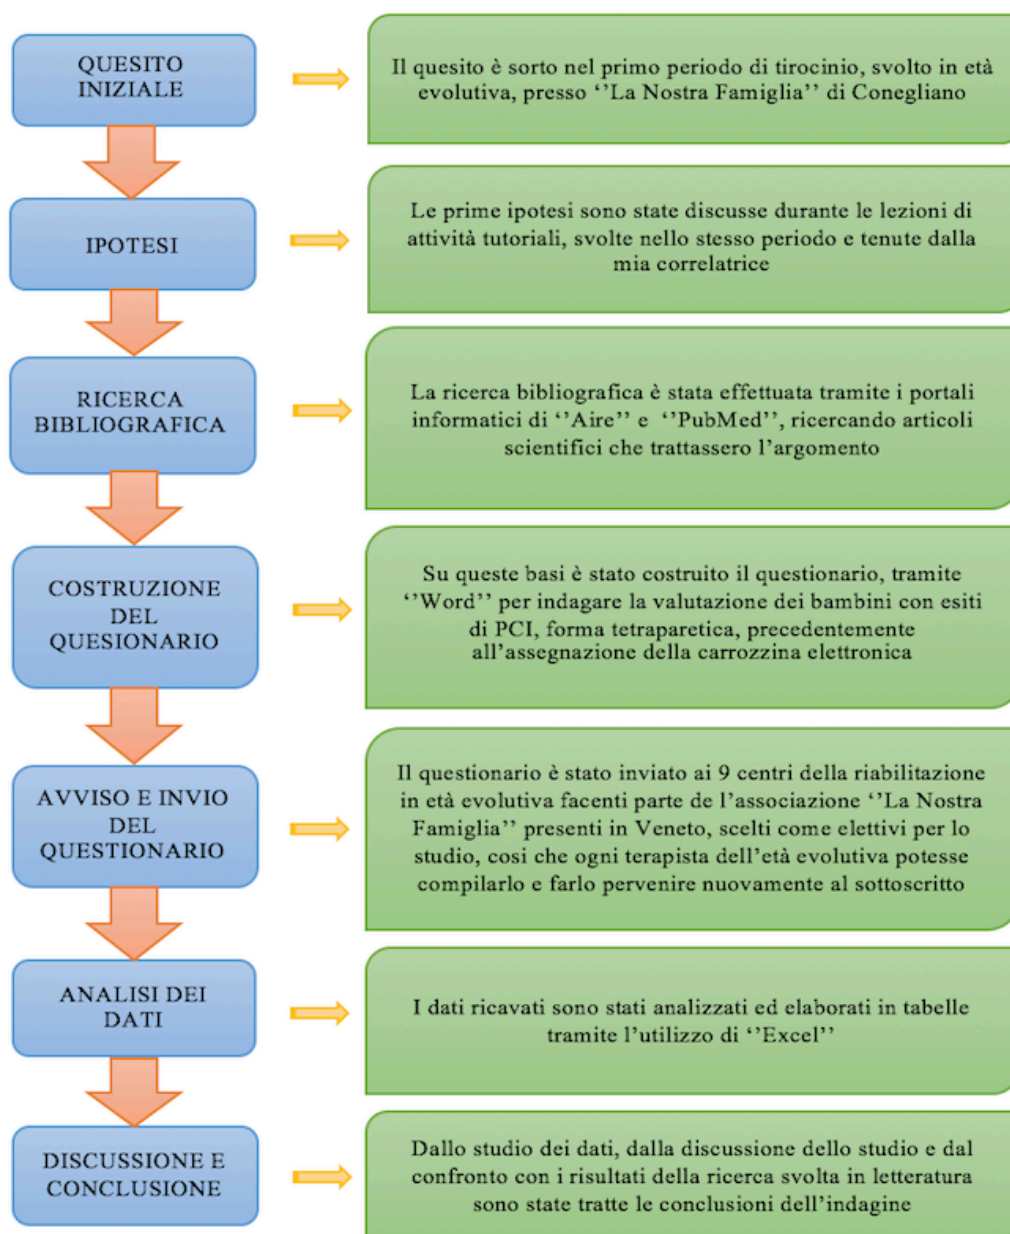 QUESITO
INIZIALE
Il quesito è sorto nel primo periodo di tirocinio, svolto in età
evolutiva, presso ‘’La Nostra Famiglia’’ di Conegliano
IPOTESI
Le prime ipotesi sono state discusse durante le lezioni di
attività tutoriali, svolte nello stesso periodo e tenute dalla
mia correlatrice
RICERCA
BIBLIOGRAFICA
La ricerca bibliografica è stata effettuata tramite i portali
informatici di ‘’Aire’’ e ‘’PubMed’’, ricercando articoli
scientifici che trattassero l’argomento
COSTRUZIONE
DEL
QUESIONARIO
Su queste basi è stato costruito il questionario, tramite
‘’Word’’ per indagare la valutazione dei bambini con esiti
di PCI, forma tetraparetica, precedentemente
all’assegnazione della carrozzina elettronica
AVVISO E INVIO
DEL
QUESTIONARIO
Il questionario è stato inviato ai 9 centri della riabilitazione
in età evolutiva facenti parte de l’associazione ‘’La Nostra
Famiglia’’ presenti in Veneto, scelti come elettivi per lo
studio, cosi che ogni terapista dell’età evolutiva potesse
compilarlo e farlo pervenire nuovamente al sottoscritto
ANALISI DEI
DATI
I dati ricavati sono stati analizzati ed elaborati in tabelle
tramite l’utilizzo di ‘’Excel’’
DISCUSSIONE E
CONCLUSIONE
Dallo studio dei dati, dalla discussione dello studio e dal
confronto con i risultati della ricerca svolta in letteratura
sono state tratte le conclusioni dell’indagine